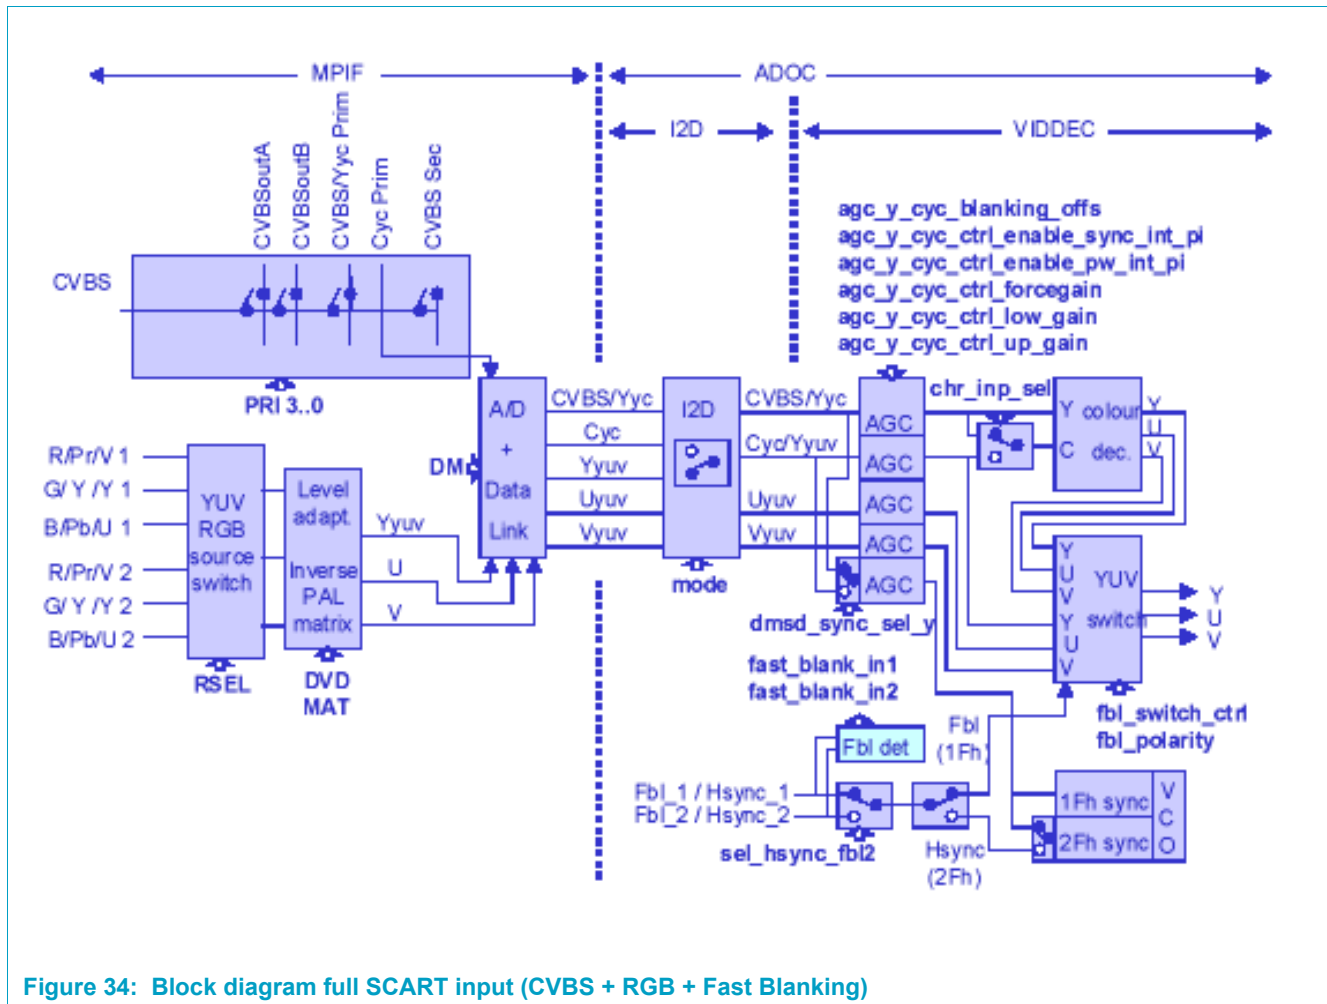 MPIF
ADOC
I2D
VIDDEC
CVBSoutA
CVBSoutB
CVBS/Yyc Prim
Cyc Prim
CVBS Sec
agc_y_cyc_blanking_offs
agc_y_cyc_ctrl_enable_sync_int_pi
agc_y_cyc_ctrl_enable_pw_int_pi
agc_y_cyc_ctrl_forcegain
agc_y_cyc_ctrl_low_gain
agc_y_cyc_ctrl_up_gain
CVBS
PRI 3..0
chr_inp_sel
A/D
+
Data
Link
DM
CVBS/Yyc
Cyc
Yyuv
Uyuv
Vyuv
I2D
mode
CVBS/Yyc
Cyc/Yyuv
Uyuv
Vyuv
AGC
AGC
AGC
AGC
AGC
Y
C
colour
dec.
Y
U
V
R/Pr/V 1
G/ Y /Y 1
B/Pb/U 1
R/Pr/V 2
G/ Y /Y 2
B/Pb/U 2
YUV
RGB
source
switch
RSEL
Level
adapt.
Inverse
PAL
matrix
DVD
MAT
Yyuv
U
V
dmsd_sync_sel_y
Y
U
V
Y
U
V
YUV
switch
Y
U
V
fbl_switch_ctrl
fbl_polarity
fast_blank_in1
fast_blank_in2
Fbl det
Fbl
(1Fh)
Fbl_1 / Hsync_1
Fbl_2 / Hsync_2
sel_hsync_fbl2
Hsync
(2Fh)
1Fh sync
2Fh sync
V
C
O
Figure 34: Block diagram full SCART input (CVBS + RGB + Fast Blanking)